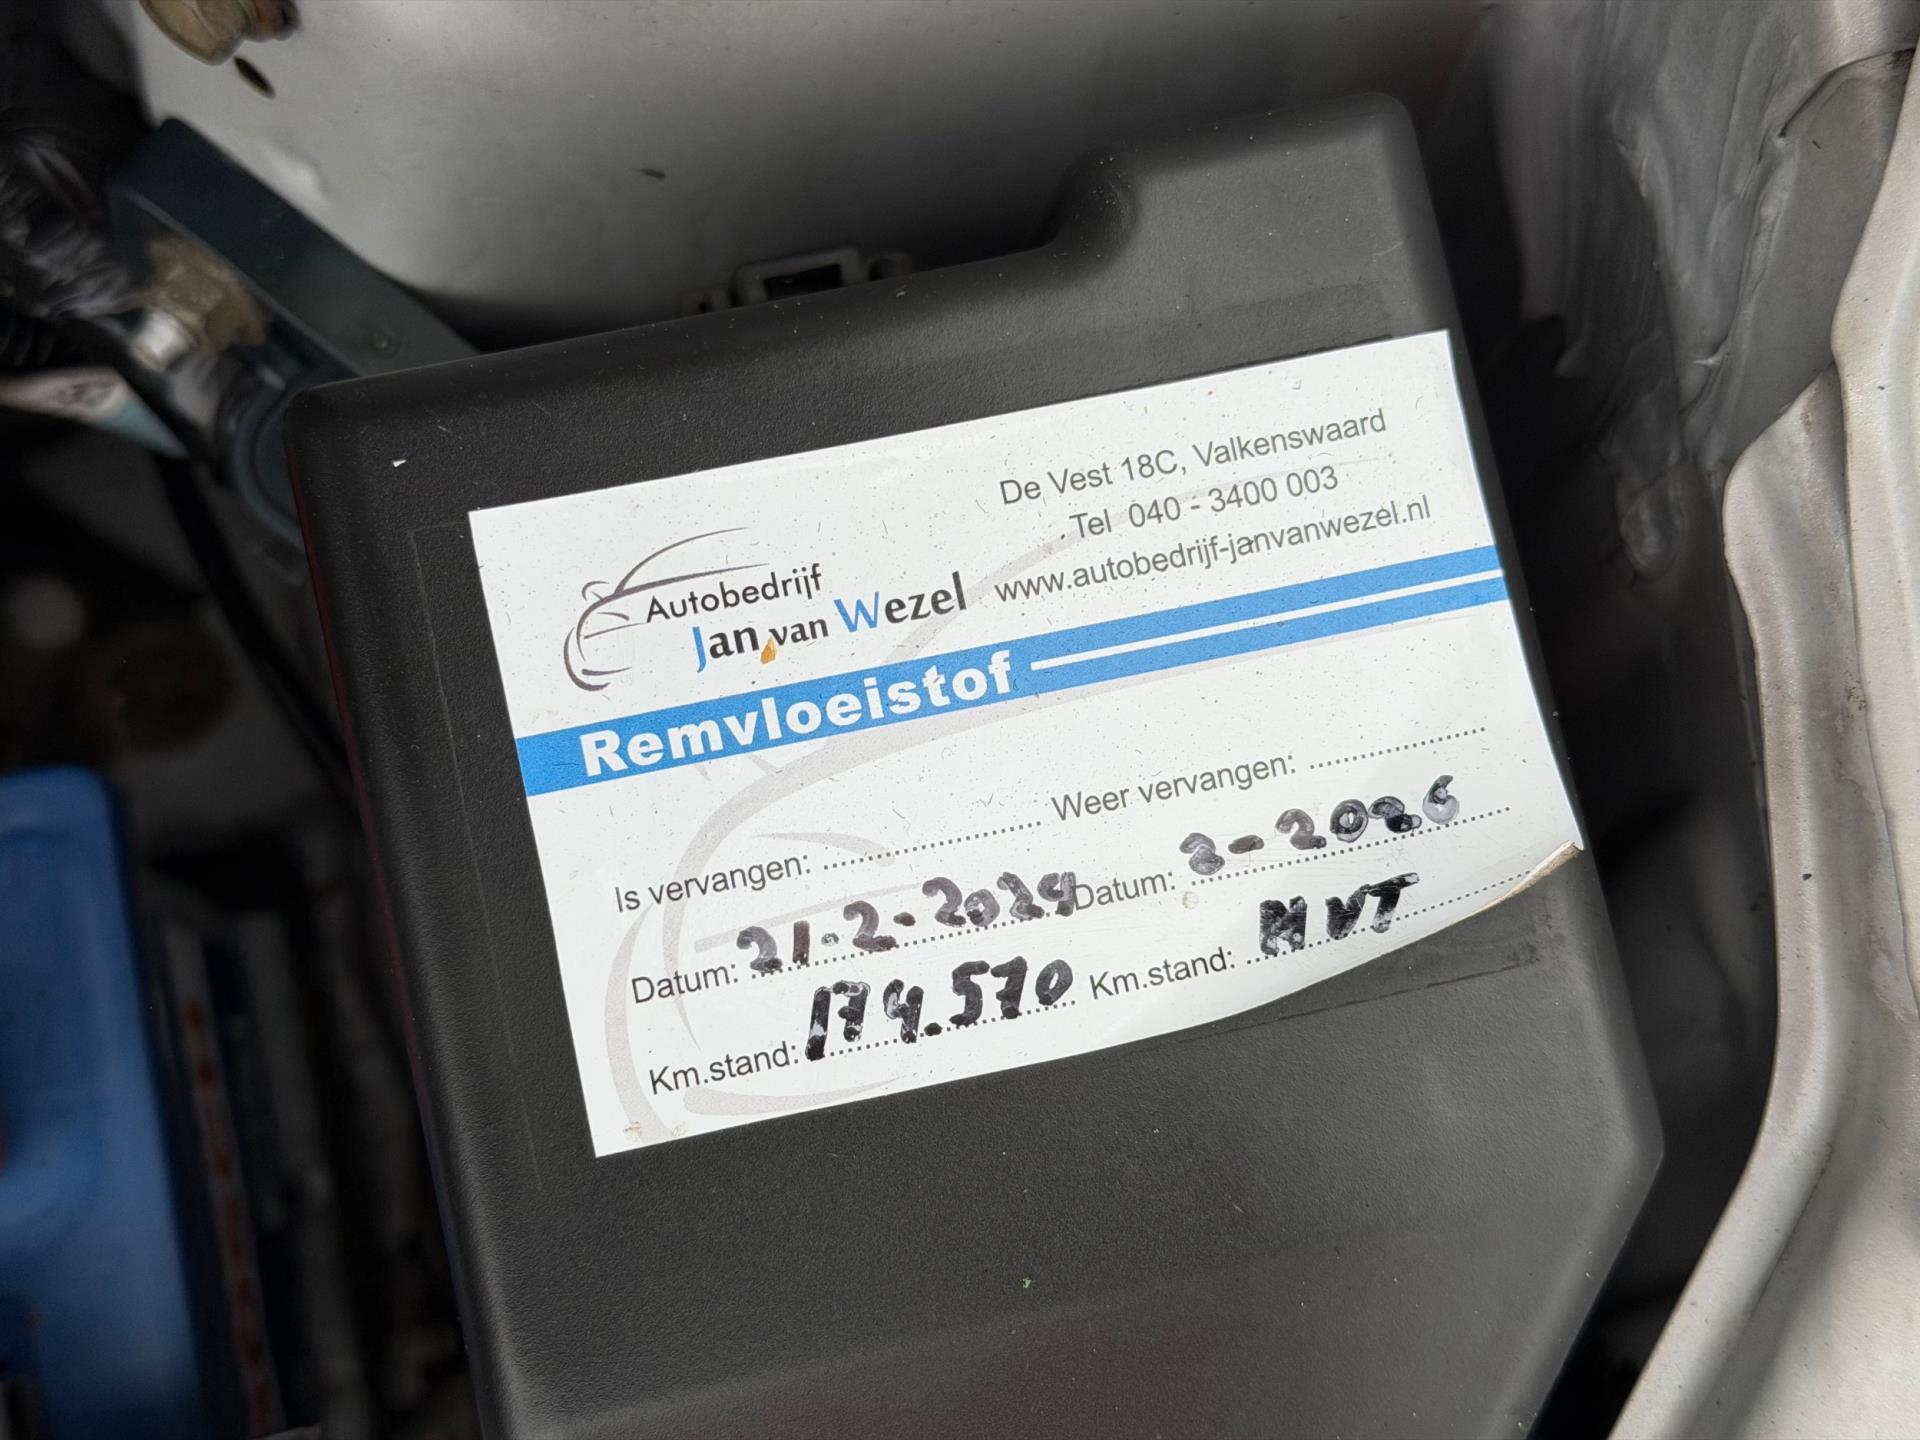 De Vest 18C, Valkenswaard
Tel 040 - 3400 003
www.autobedrijf-janvanwezel.nl
Autobedrijf
Jan van Wezel
Remvloeistof
Is vervangen: Weer vervangen:
Datum: 21-2-2024 Datum: 2-2026
Km.stand: 174.570 Km.stand: NVT